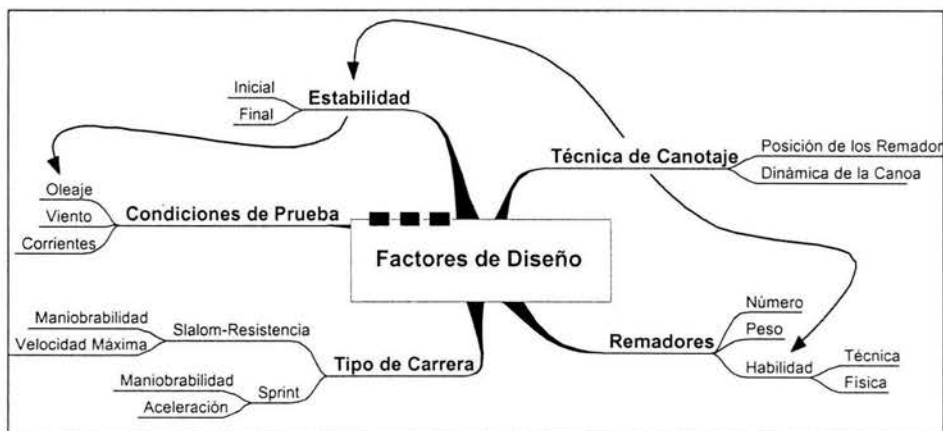 Inicial
Final
Estabilidad
Técnica de Canotaje
Posición de los Remador
Dinámica de la Canoa
Oleaje
Viento
Corrientes
Condiciones de Prueba
Factores de Diseño
Maniobrabilidad
Velocidad Máxima
Slalom-Resistencia
Maniobrabilidad
Aceleración
Sprint
Tipo de Carrera
Remadores
Número
Peso
Habilidad
Técnica
Física